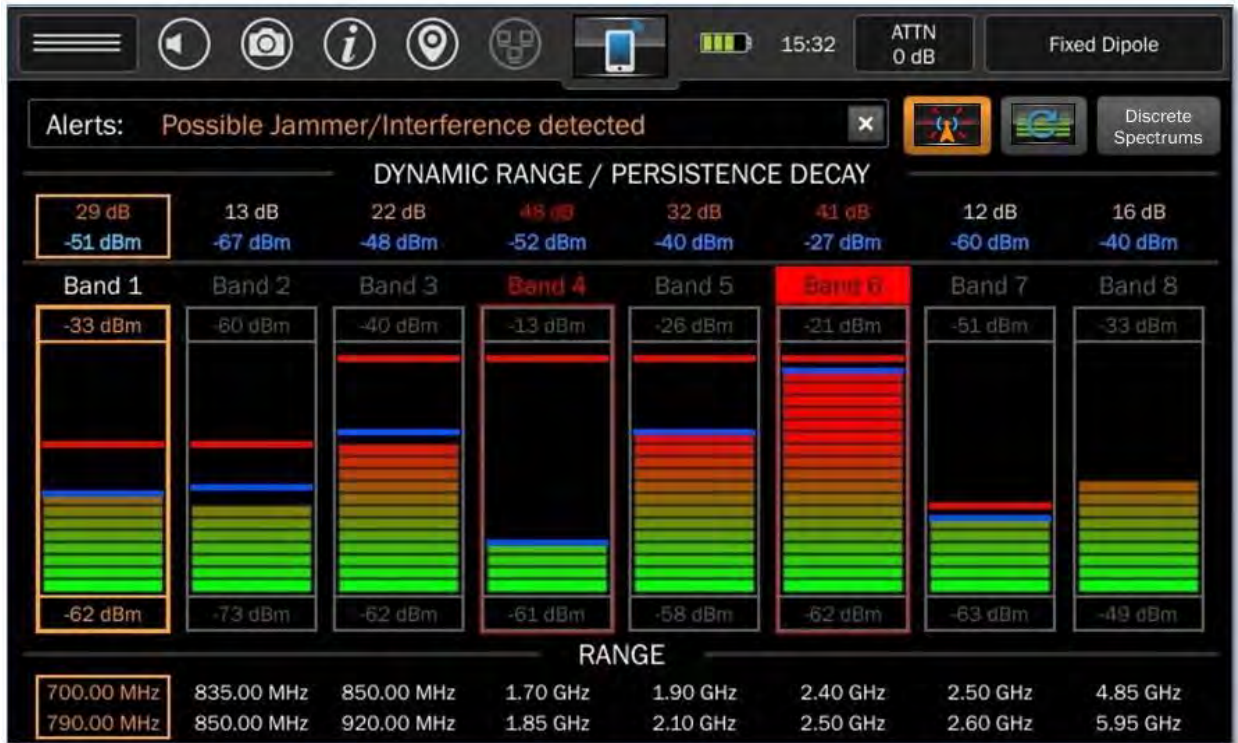 15:32 ATTN 0 dB Fixed Dipole
Alerts: Possible Jammer/Interference detected Discrete Spectrums
DYNAMIC RANGE / PERSISTENCE DECAY
29 dB 13 dB 22 dB 48 dB 32 dB 41 dB 12 dB 16 dB
-51 dBm -67 dBm -48 dBm -52 dBm -40 dBm -27 dBm -60 dBm -40 dBm
Band 1 Band 2 Band 3 Band 4 Band 5 Band 6 Band 7 Band 8
-33 dBm -60 dBm -40 dBm -13 dBm -26 dBm -21 dBm -51 dBm -33 dBm
-62 dBm -73 dBm -62 dBm -61 dBm -58 dBm -62 dBm -63 dBm -49 dBm
RANGE
700.00 MHz 835.00 MHz 850.00 MHz 1.70 GHz 1.90 GHz 2.40 GHz 2.50 GHz 4.85 GHz
790.00 MHz 850.00 MHz 920.00 MHz 1.85 GHz 2.10 GHz 2.50 GHz 2.60 GHz 5.95 GHz